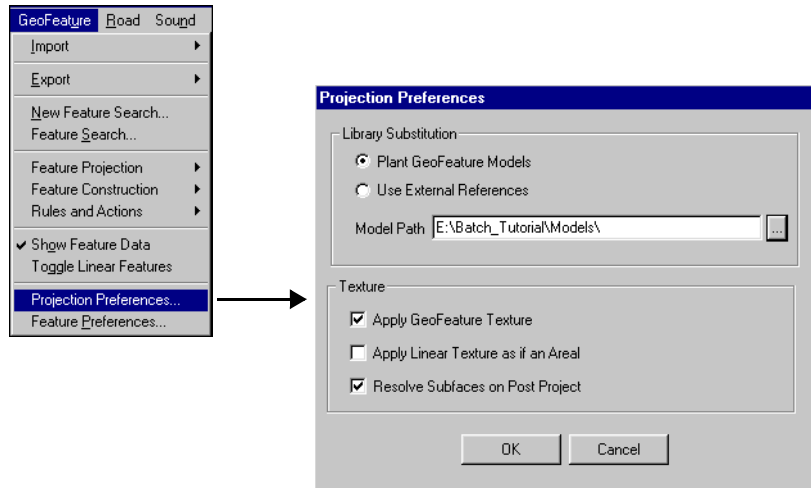 GeoFeature Road Sound
Import
Export
New Feature Search...
Feature Search...
Feature Projection
Feature Construction
Rules and Actions
Show Feature Data
Toggle Linear Features
Projection Preferences...
Feature Preferences...
Projection Preferences
Library Substitution
Plant GeoFeature Models
Use External References
Model Path E:\Batch_Tutorial\Models\ ...
Texture
Apply GeoFeature Texture
Apply Linear Texture as if an Areal
Resolve Subfaces on Post Project
OK Cancel